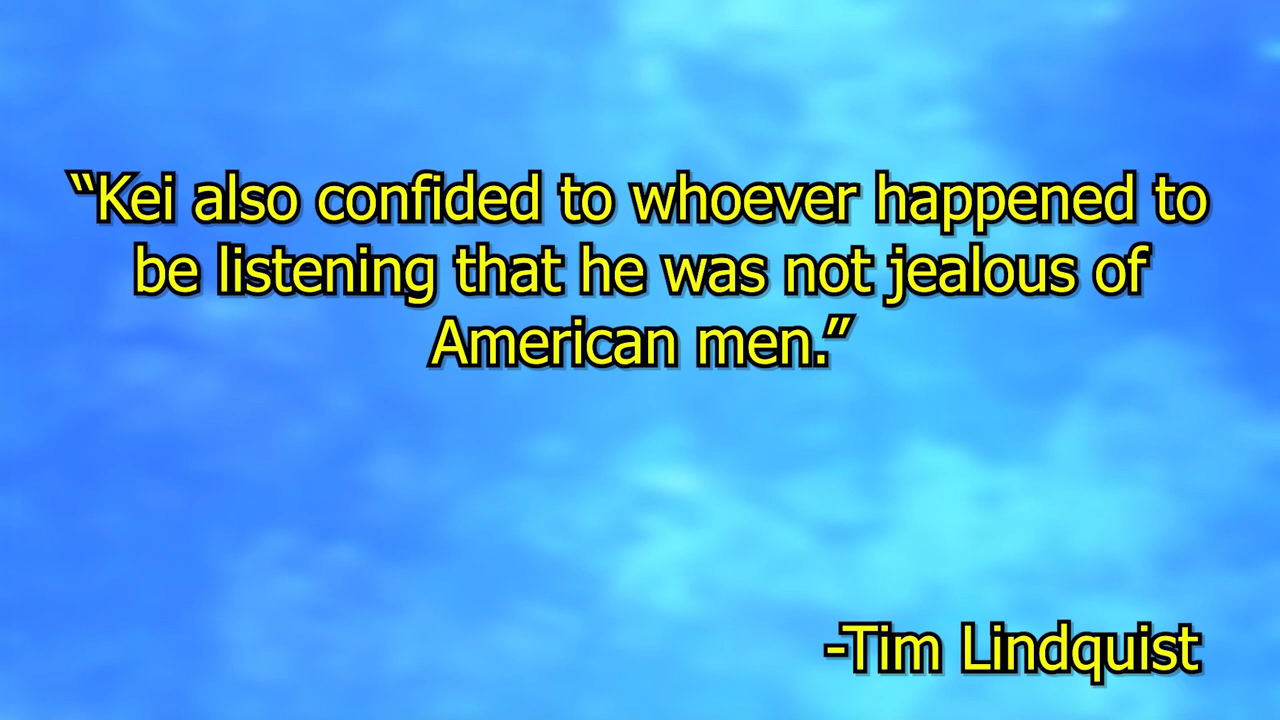 “Kei also confided to whoever happened to
be listening that he was not jealous of
American men.”
-Tim Lindquist